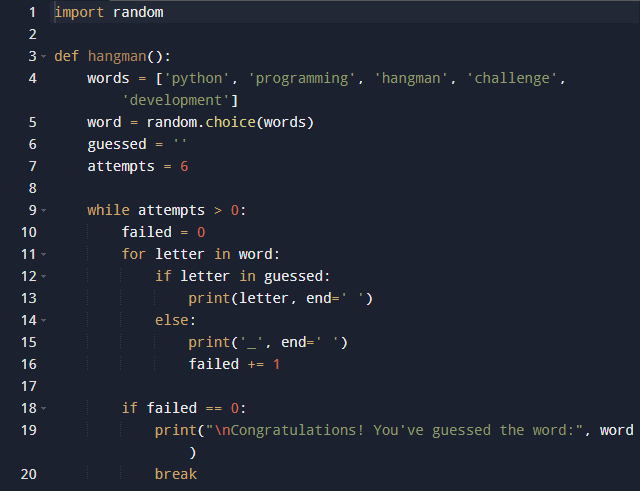 1 import random
2
3 def hangman():
4     words = ['python', 'programming', 'hangman', 'challenge',
            'development']
5     word = random.choice(words)
6     guessed = ''
7     attempts = 6
8
9     while attempts > 0:
10         failed = 0
11         for letter in word:
12             if letter in guessed:
13                 print(letter, end=' ')
14             else:
15                 print('_', end=' ')
16                 failed += 1
17
18         if failed == 0:
19             print("\nCongratulations! You've guessed the word:", word
                )
20             break